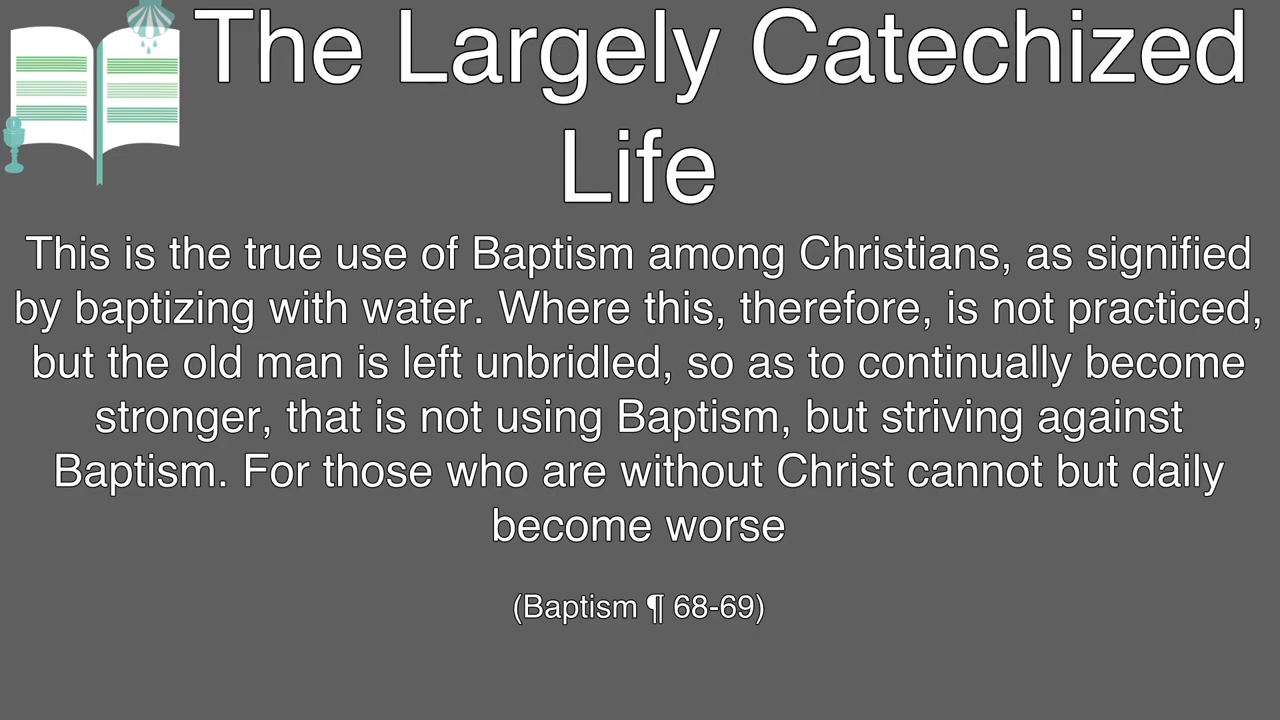 The Largely Catechized
Life
This is the true use of Baptism among Christians, as signified
by baptizing with water. Where this, therefore, is not practiced,
but the old man is left unbridled, so as to continually become
stronger, that is not using Baptism, but striving against
Baptism. For those who are without Christ cannot but daily
become worse
(Baptism ¶ 68-69)